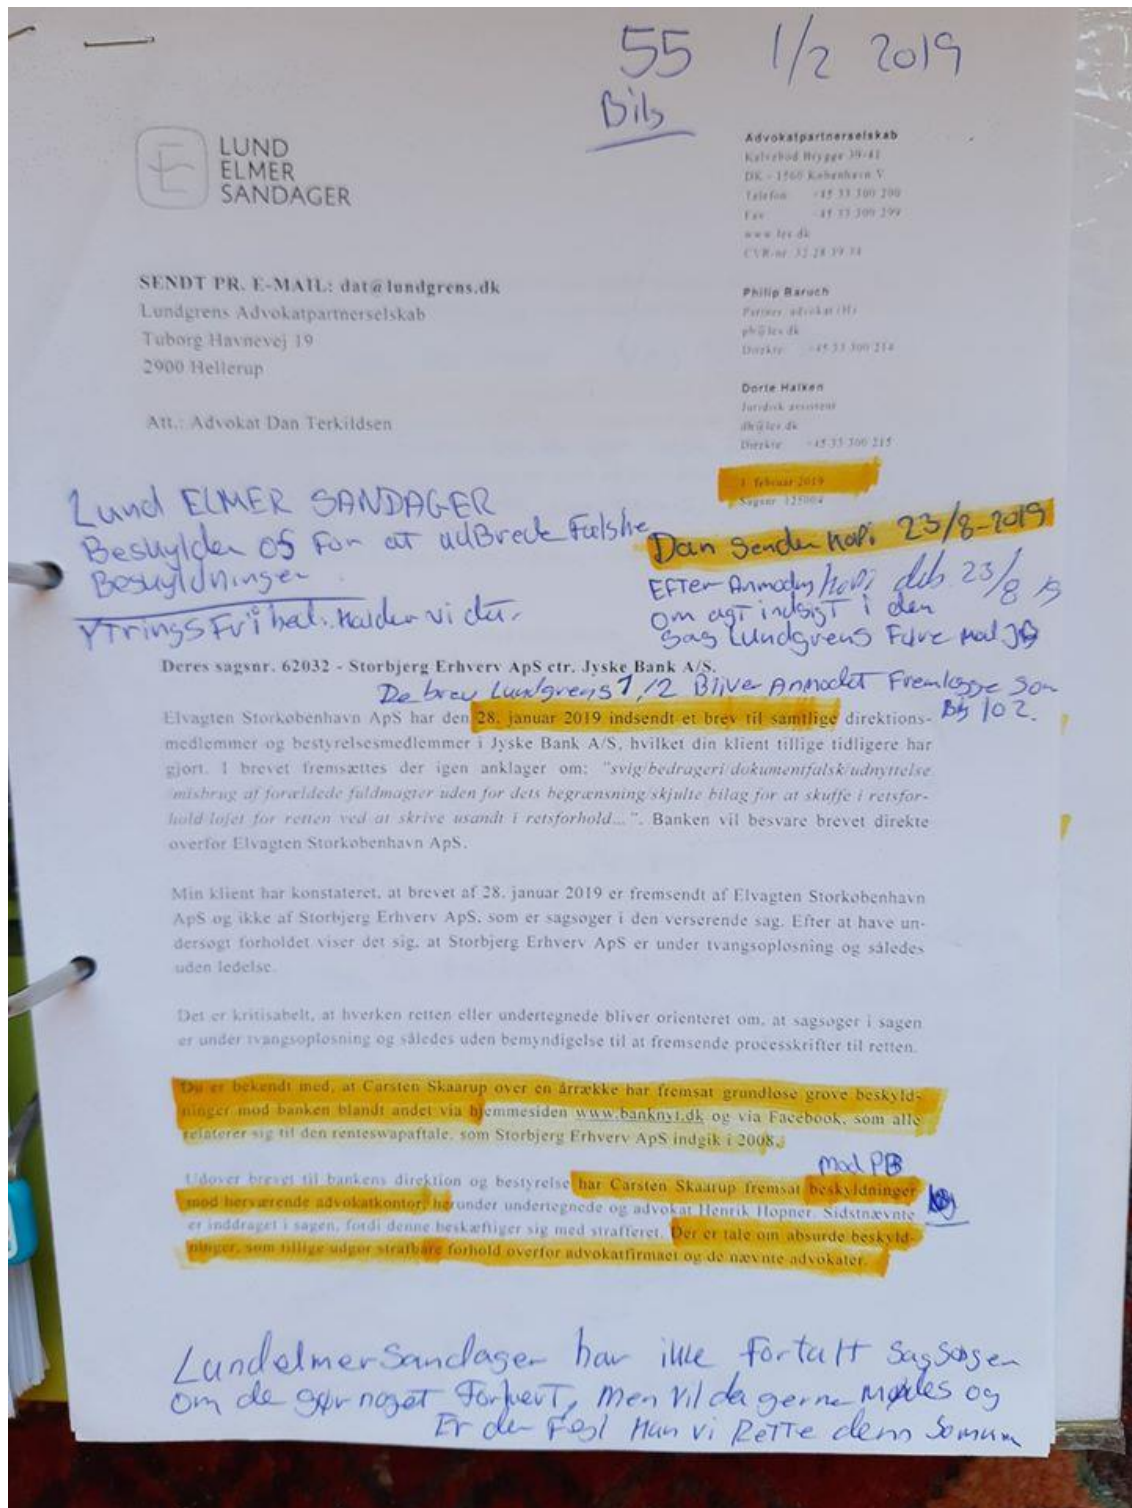 55 1/2 2019
Bilg
LUND
ELMER
SANDAGER
Advokatpartnerselskab
Kalvebod Brygge 39-41
DK - 1560 København V
Telefon +45 33 300 200
Fax +45 33 300 299
www.les.dk
CVR-nr. 32 28 39 34
SENDT PR. E-MAIL: dat@lundgrens.dk
Lundgrens Advokatpartnerselskab
Tuborg Havnevej 19
2900 Hellerup
Att.: Advokat Dan Terkildsen
Philip Baruch
Partner, advokat (H)
pb@les.dk
Direkte +45 33 300 214
Dorte Halken
Juridisk assistent
dh@les.dk
Direkte +45 33 300 215
1. februar 2019
Sagsnr.
Lund ELMER SANDAGER
Beskylder os For at udBrede Falske
Beskyldninger
YTringsFrihed. Kalder vi det.
Dan Sender Kopi 23/8-2019
EFTer Anmodning kopi 23/8 19
om agT indsigT i den
Sag Lundgrens Føre Mod JB
Deres sagsnr. 62032 - Storbjerg Erhverv ApS ctr. Jyske Bank A/S.
De brev Lundgrens 1/2 Bliver Anmodet Fremlægge Som
Bilg 102.
Elvagten Storkøbenhavn ApS har den 28. januar 2019 indsendt et brev til samtlige direktions-
medlemmer og bestyrelsesmedlemmer i Jyske Bank A/S, hvilket din klient tillige tidligere har
gjort. I brevet fremsættes der igen anklager om: "svig/bedrageri/dokumentfalsk/udnyttelse
/misbrug af forældede fuldmagter uden for dets begrænsning/skjulte bilag for at skuffe i retsfor-
hold/løjet for retten ved at skrive usandt i retsforhold...". Banken vil besvare brevet direkte
overfor Elvagten Storkøbenhavn ApS.
Min klient har konstateret, at brevet af 28. januar 2019 er fremsendt af Elvagten Storkøbenhavn
ApS og ikke af Storbjerg Erhverv ApS, som er sagsøger i den verserende sag. Efter at have un-
dersøgt forholdet viser det sig, at Storbjerg Erhverv ApS er under tvangsopløsning og således
uden ledelse.
Det er kritisabelt, at hverken retten eller undertegnede bliver orienteret om, at sagsøger i sagen
er under tvangsopløsning og således uden bemyndigelse til at fremsende processkrifter til retten.
Du er bekendt med, at Carsten Skaarup over en årrække har fremsat grundløse grove beskyld-
ninger mod banken blandt andet via hjemmesiden www.banknyt.dk og via Facebook, som alle
relaterer sig til den renteswapaftale, som Storbjerg Erhverv ApS indgik i 2008.
Mod PB
Udover brevet til bankens direktion og bestyrelse har Carsten Skaarup fremsat beskyldninger
mod herværende advokatkontor, herunder undertegnede og advokat Henrik Høpner. Sidstnævnte
er inddraget i sagen, fordi denne beskæftiger sig med strafferet. Der er tale om absurde beskyld-
ninger, som tillige udgør strafbare forhold overfor advokatfirmaet og de nævnte advokater.
LundelmerSandager har ikke Fortalt Sagsøger
om de gør noget Forkert, Men vil da gerne Mødes og
Er der Fejl Kan vi ReTTe dem Somum